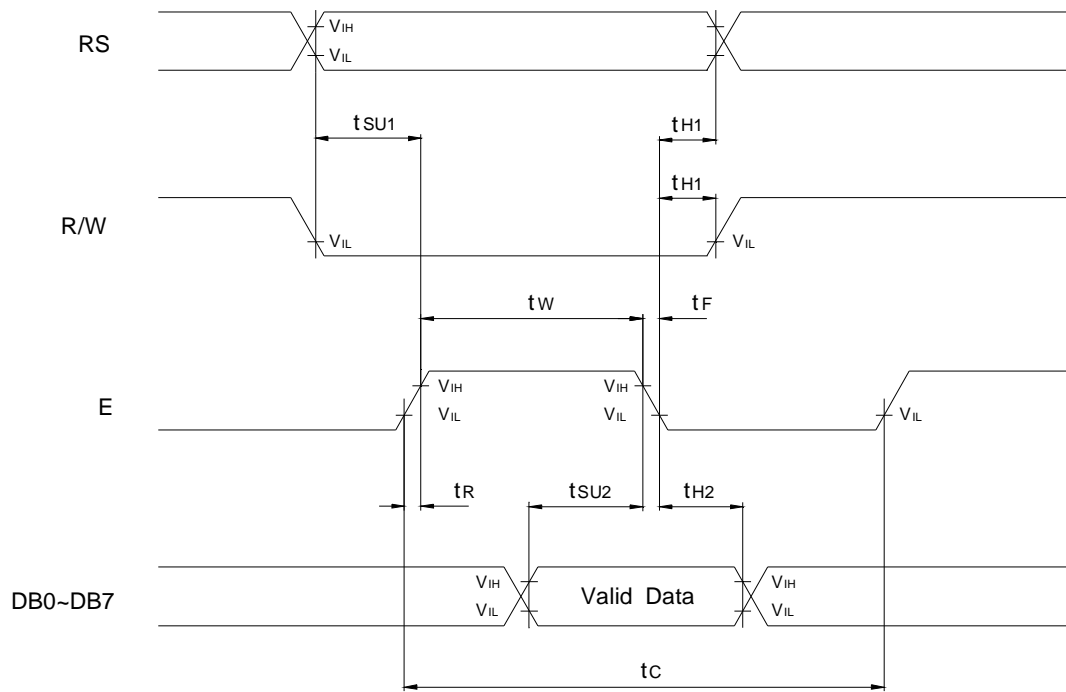 RS
VIH
VIL
tSU1
tH1
tH1
R/W
VIL
VIL
tW
tF
E
VIH
VIL
VIH
VIL
VIL
tR
tSU2
tH2
DB0~DB7
VIH
VIL
Valid Data
VIH
VIL
tC